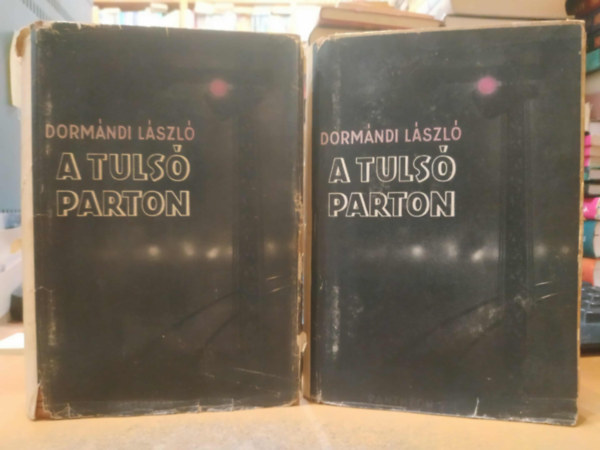 DORMÁNDI LÁSZLÓ
A TULSÓ
PARTON
DORMÁNDI LÁSZLÓ
A TULSÓ
PARTON